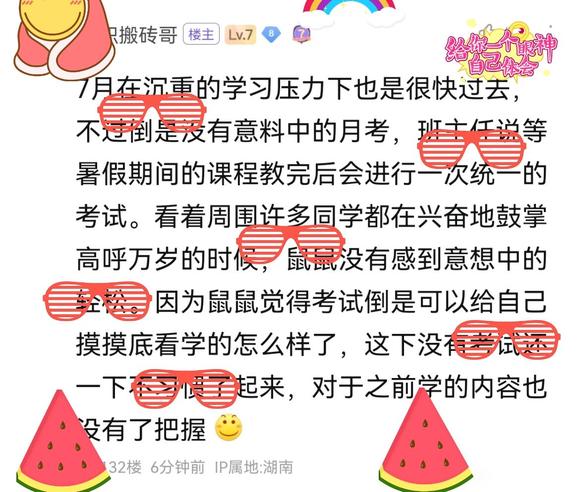 积搬砖哥 楼主 Lv.7
给你一个眼神
自己体会
7月在沉重的学习压力下也是很快过去，
不过倒是没有意料中的月考，班主任说等
暑假期间的课程教完后会进行一次统一的
考试。看着周围许多同学都在兴奋地鼓掌
高呼万岁的时候，鼠鼠没有感到意想中的
轻松。因为鼠鼠觉得考试倒是可以给自己
摸摸底看学的怎么样了，这下没有考试还
一下不习惯了起来，对于之前学的内容也
没有了把握
132楼 6分钟前 IP属地:湖南